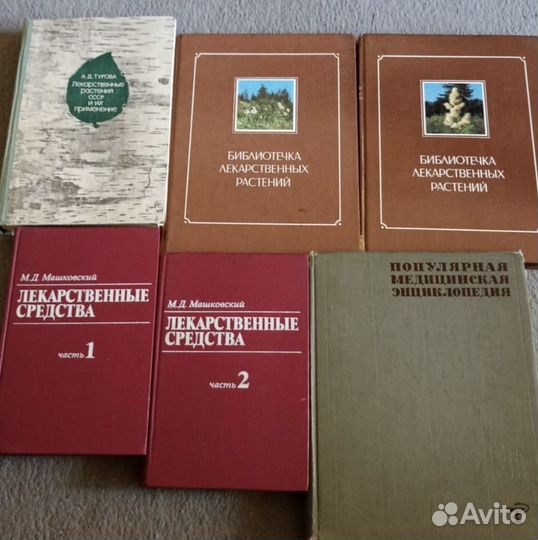 А.Д. ТУРОВА
Лекарственные
растения
СССР
и их
применение
БИБЛИОТЕЧКА
ЛЕКАРСТВЕННЫХ
РАСТЕНИЙ
БИБЛИОТЕЧКА
ЛЕКАРСТВЕННЫХ
РАСТЕНИЙ
М.Д. Машковский
ЛЕКАРСТВЕННЫЕ
СРЕДСТВА
часть 1
М.Д. Машковский
ЛЕКАРСТВЕННЫЕ
СРЕДСТВА
часть 2
ПОПУЛЯРНАЯ
МЕДИЦИНСКАЯ
ЭНЦИКЛОПЕДИЯ
Avito